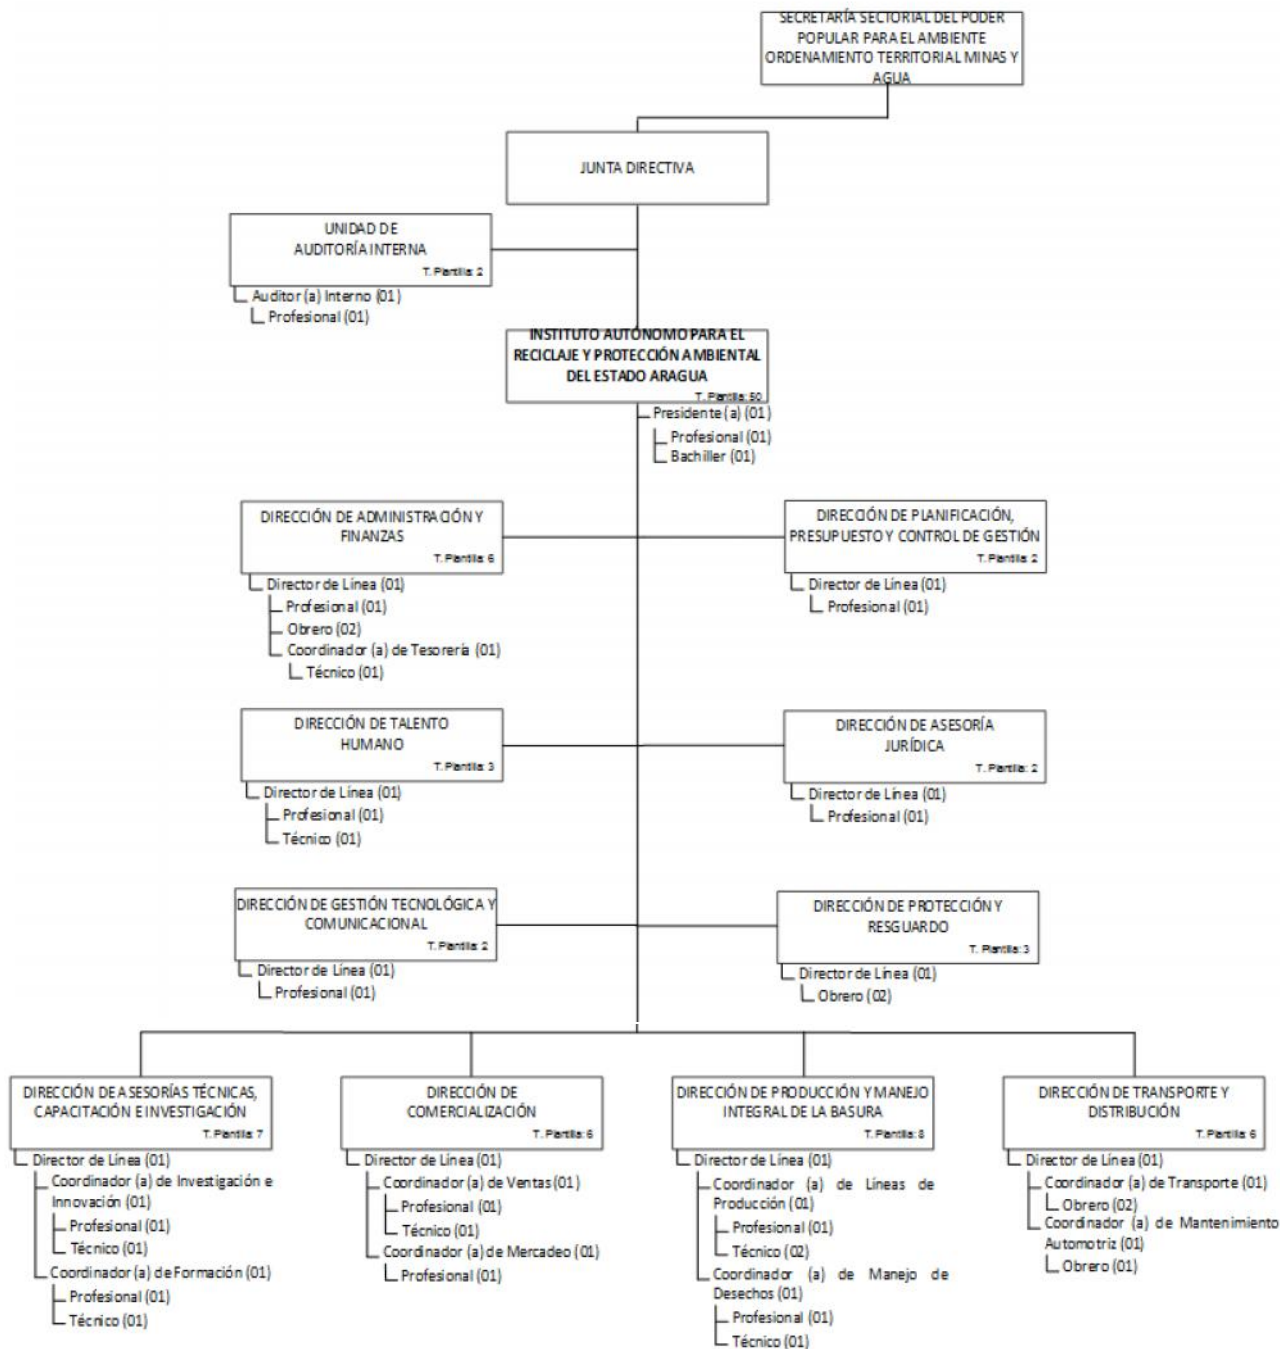 SECRETARÍA SECTORIAL DEL PODER
POPULAR PARA EL AMBIENTE
ORDENAMIENTO TERRITORIAL MINAS Y
AGUA
JUNTA DIRECTIVA
UNIDAD DE
AUDITORÍA INTERNA
T. Plantilla: 2
Auditor (a) Interno (01)
Profesional (01)
INSTITUTO AUTÓNOMO PARA EL
RECICLAJE Y PROTECCIÓN AMBIENTAL
DEL ESTADO ARAGUA
T. Plantilla: 50
Presidente (a) (01)
Profesional (01)
Bachiller (01)
DIRECCIÓN DE ADMINISTRACIÓN Y
FINANZAS
T. Plantilla: 6
Director de Línea (01)
Profesional (01)
Obrero (02)
Coordinador (a) de Tesorería (01)
Técnico (01)
DIRECCIÓN DE PLANIFICACIÓN,
PRESUPUESTO Y CONTROL DE GESTIÓN
T. Plantilla: 2
Director de Línea (01)
Profesional (01)
DIRECCIÓN DE TALENTO
HUMANO
T. Plantilla: 3
Director de Línea (01)
Profesional (01)
Técnico (01)
DIRECCIÓN DE ASESORÍA
JURÍDICA
T. Plantilla: 2
Director de Línea (01)
Profesional (01)
DIRECCIÓN DE GESTIÓN TECNOLÓGICA Y
COMUNICACIONAL
T. Plantilla: 2
Director de Línea (01)
Profesional (01)
DIRECCIÓN DE PROTECCIÓN Y
RESGUARDO
T. Plantilla: 3
Director de Línea (01)
Obrero (02)
DIRECCIÓN DE ASESORÍAS TÉCNICAS,
CAPACITACIÓN E INVESTIGACIÓN
T. Plantilla: 7
Director de Línea (01)
Coordinador (a) de Investigación e
Innovación (01)
Profesional (01)
Técnico (01)
Coordinador (a) de Formación (01)
Profesional (01)
Técnico (01)
DIRECCIÓN DE
COMERCIALIZACIÓN
T. Plantilla: 6
Director de Línea (01)
Coordinador (a) de Ventas (01)
Profesional (01)
Técnico (01)
Coordinador (a) de Mercadeo (01)
Profesional (01)
DIRECCIÓN DE PRODUCCIÓN Y MANEJO
INTEGRAL DE LA BASURA
T. Plantilla: 8
Director de Línea (01)
Coordinador (a) de Líneas de
Producción (01)
Profesional (01)
Técnico (02)
Coordinador (a) de Manejo de
Desechos (01)
Profesional (01)
Técnico (01)
DIRECCIÓN DE TRANSPORTE Y
DISTRIBUCIÓN
T. Plantilla: 6
Director de Línea (01)
Coordinador (a) de Transporte (01)
Obrero (02)
Coordinador (a) de Mantenimiento
Automotriz (01)
Obrero (01)